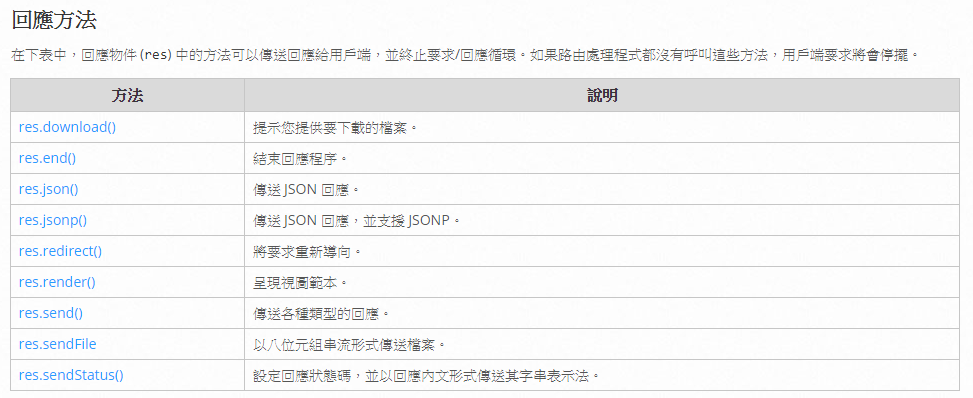 回應方法
在下表中，回應物件 (res) 中的方法可以傳送回應給用戶端，並終止要求/回應循環。如果路由處理程式都沒有呼叫這些方法，用戶端要求將會停擺。
方法 說明
res.download() 提示您提供要下載的檔案。
res.end() 結束回應程序。
res.json() 傳送 JSON 回應。
res.jsonp() 傳送 JSON 回應，並支援 JSONP。
res.redirect() 將要求重新導向。
res.render() 呈現視圖範本。
res.send() 傳送各種類型的回應。
res.sendFile 以八位元組串流形式傳送檔案。
res.sendStatus() 設定回應狀態碼，並以回應內文形式傳送其字串表示法。